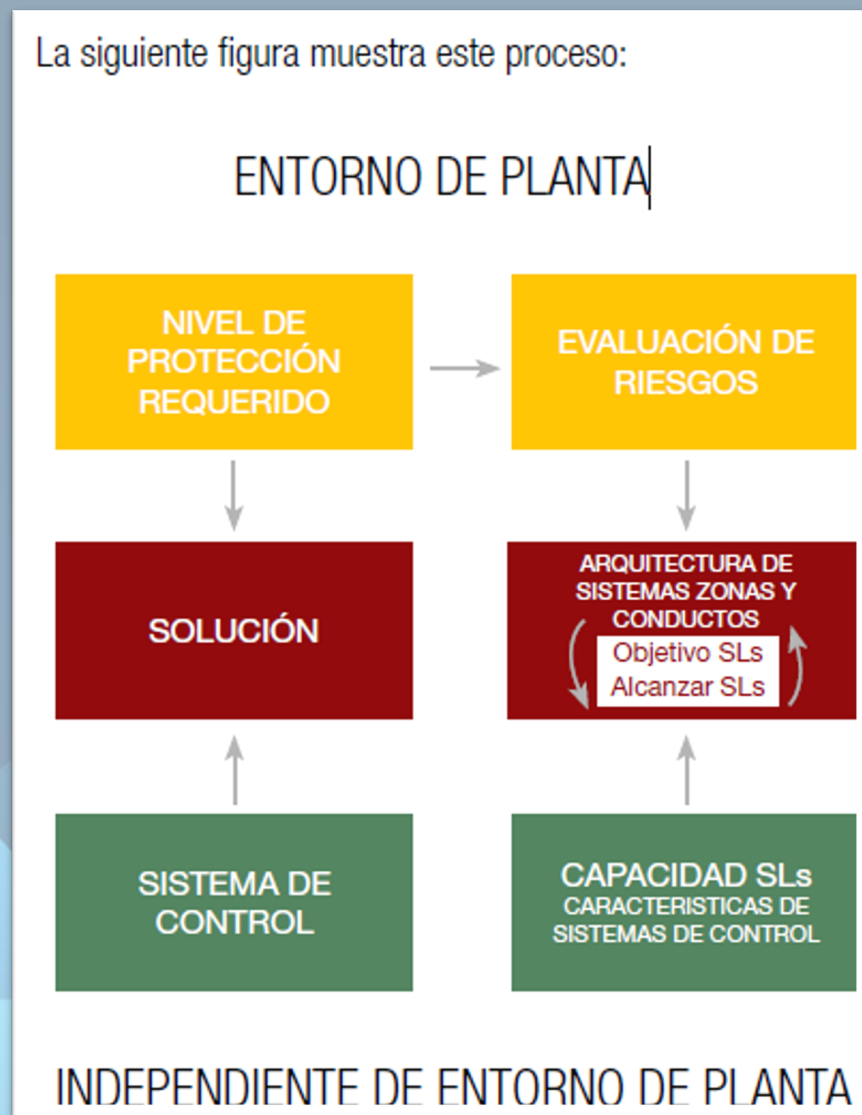 La siguiente figura muestra este proceso:
ENTORNO DE PLANTA
NIVEL DE
PROTECCIÓN
REQUERIDO
EVALUACIÓN DE
RIESGOS
SOLUCIÓN
ARQUITECTURA DE
SISTEMAS ZONAS Y
CONDUCTOS
Objetivo SLs
Alcanzar SLs
SISTEMA DE
CONTROL
CAPACIDAD SLs
CARACTERISTICAS DE
SISTEMAS DE CONTROL
INDEPENDIENTE DE ENTORNO DE PLANTA